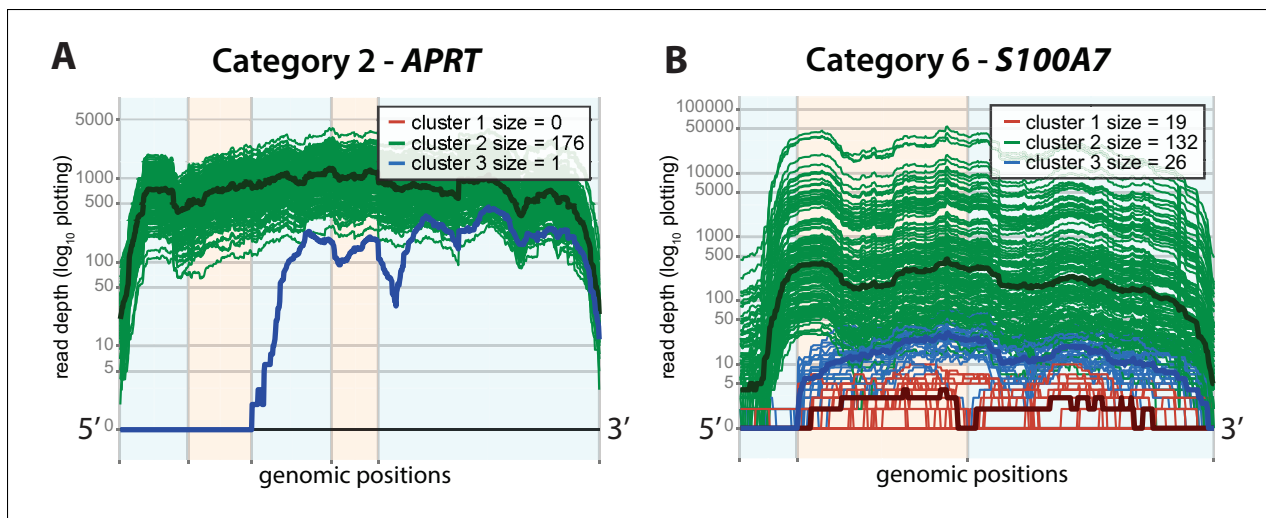 A
Category 2 - APRT
read depth (log10 plotting)
5000
1000
500
100
50
10
5
0
cluster 1 size = 0
cluster 2 size = 176
cluster 3 size = 1
5′
3′
genomic positions
B
Category 6 - S100A7
read depth (log10 plotting)
100000
50000
10000
5000
1000
500
100
50
10
5
0
cluster 1 size = 19
cluster 2 size = 132
cluster 3 size = 26
5′
3′
genomic positions